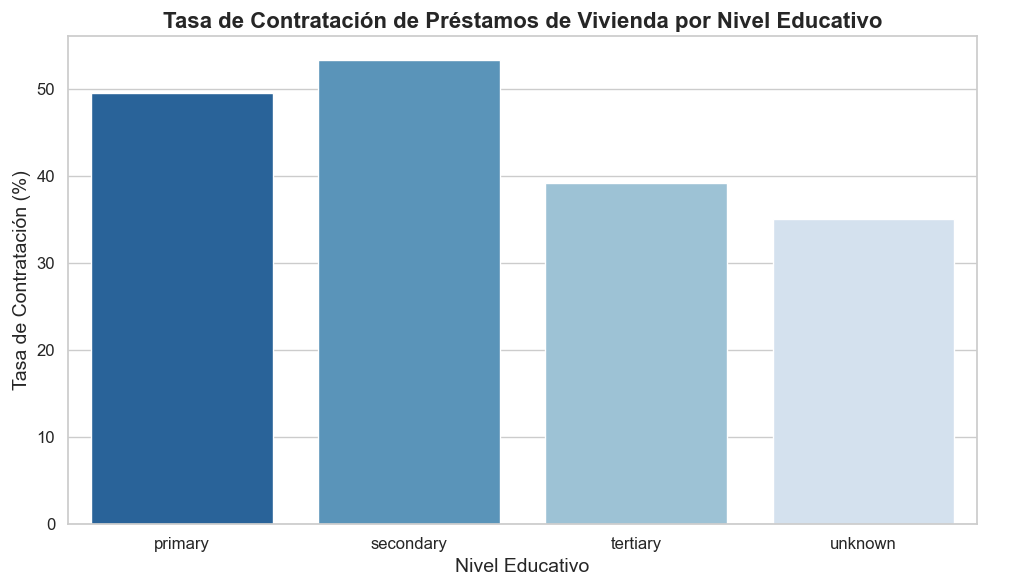 Tasa de Contratación de Préstamos de Vivienda por Nivel Educativo
Tasa de Contratación (%)
50
40
30
20
10
0
primary secondary tertiary unknown
Nivel Educativo